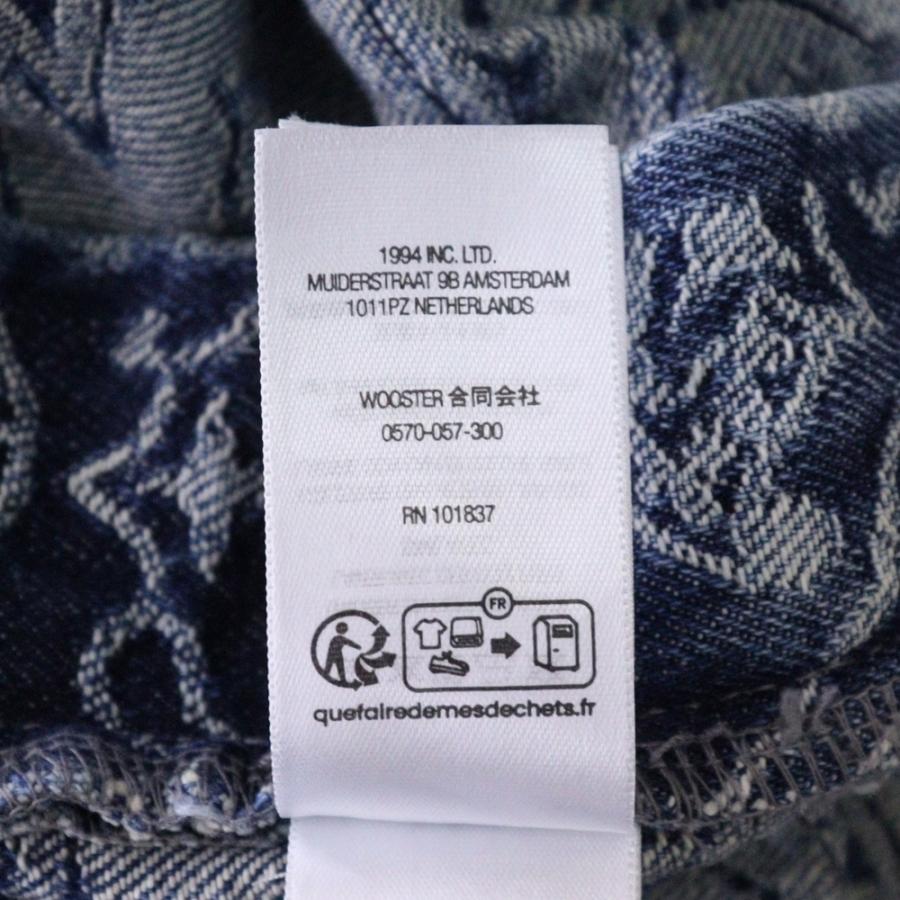 1994 INC. LTD.
MUIDERSTRAAT 9B AMSTERDAM
1011PZ NETHERLANDS
WOOSTER 合同会社
0570-057-300
RN 101837
FR
quefairedemesdechets.fr